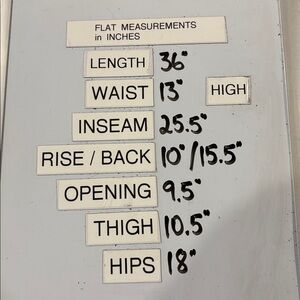 FLAT MEASUREMENTS
in INCHES
LENGTH 36"
WAIST 13" HIGH
INSEAM 25.5"
RISE / BACK 10"/15.5"
OPENING 9.5"
THIGH 10.5"
HIPS 18"